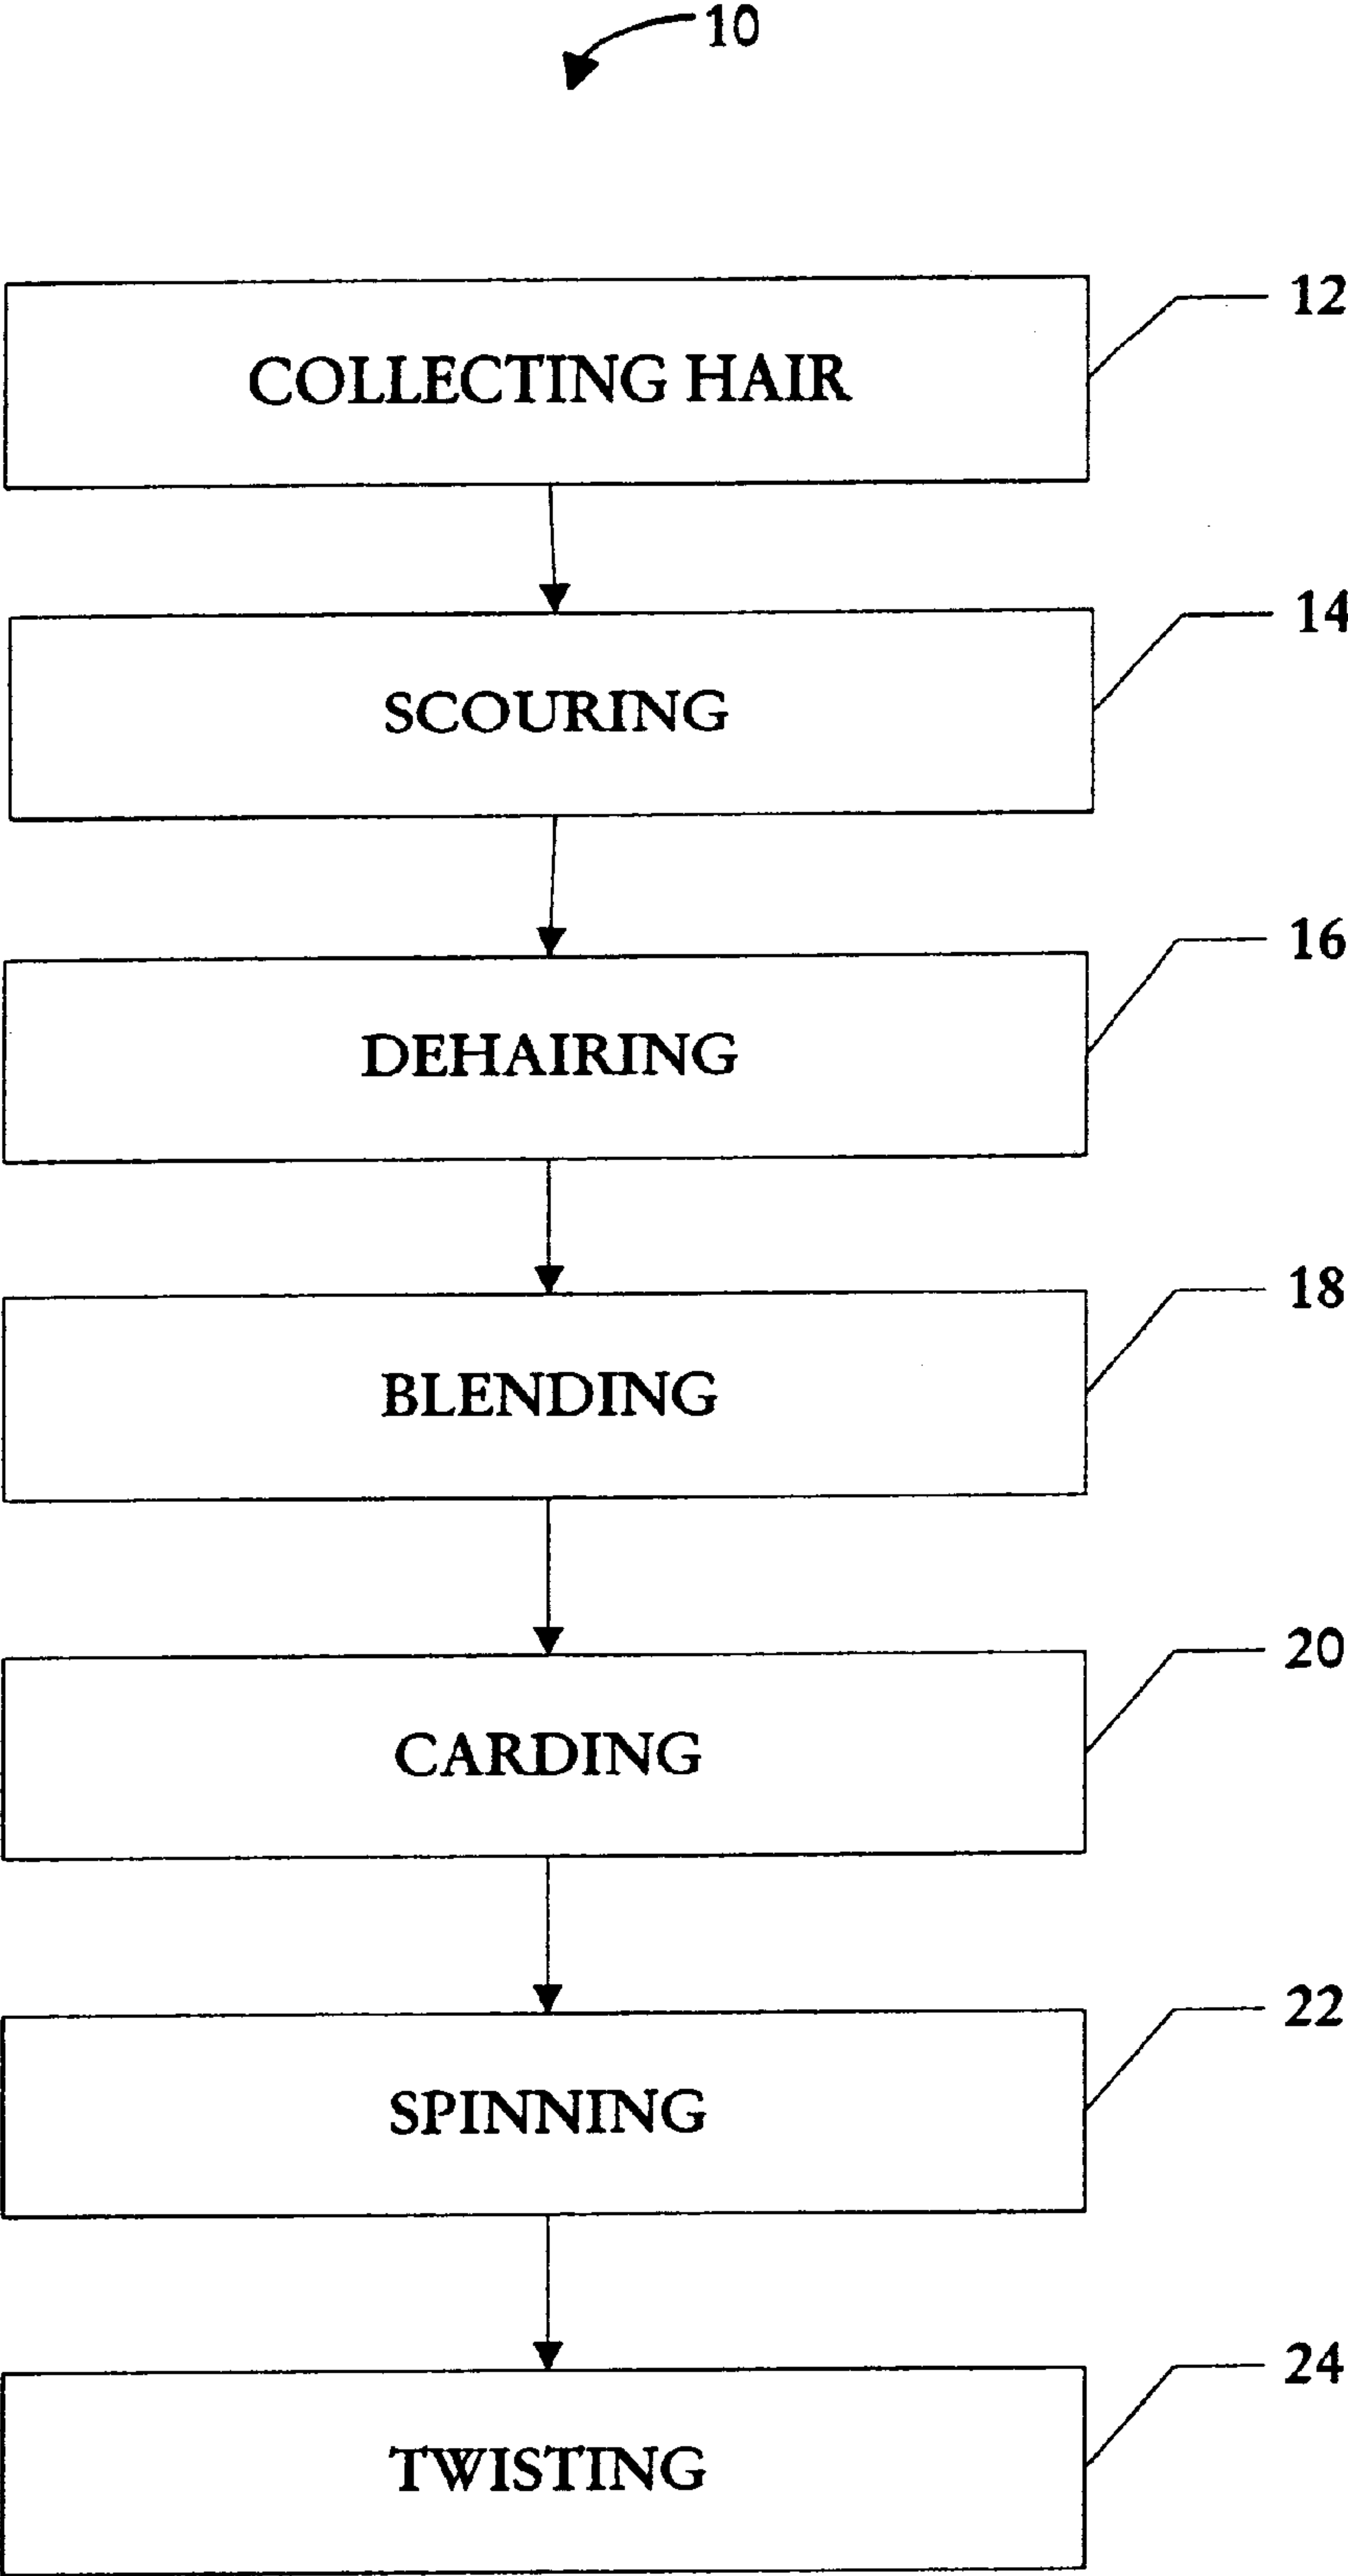 10
COLLECTING HAIR
12
SCOURING
14
DEHAIRING
16
BLENDING
18
CARDING
20
SPINNING
22
TWISTING
24